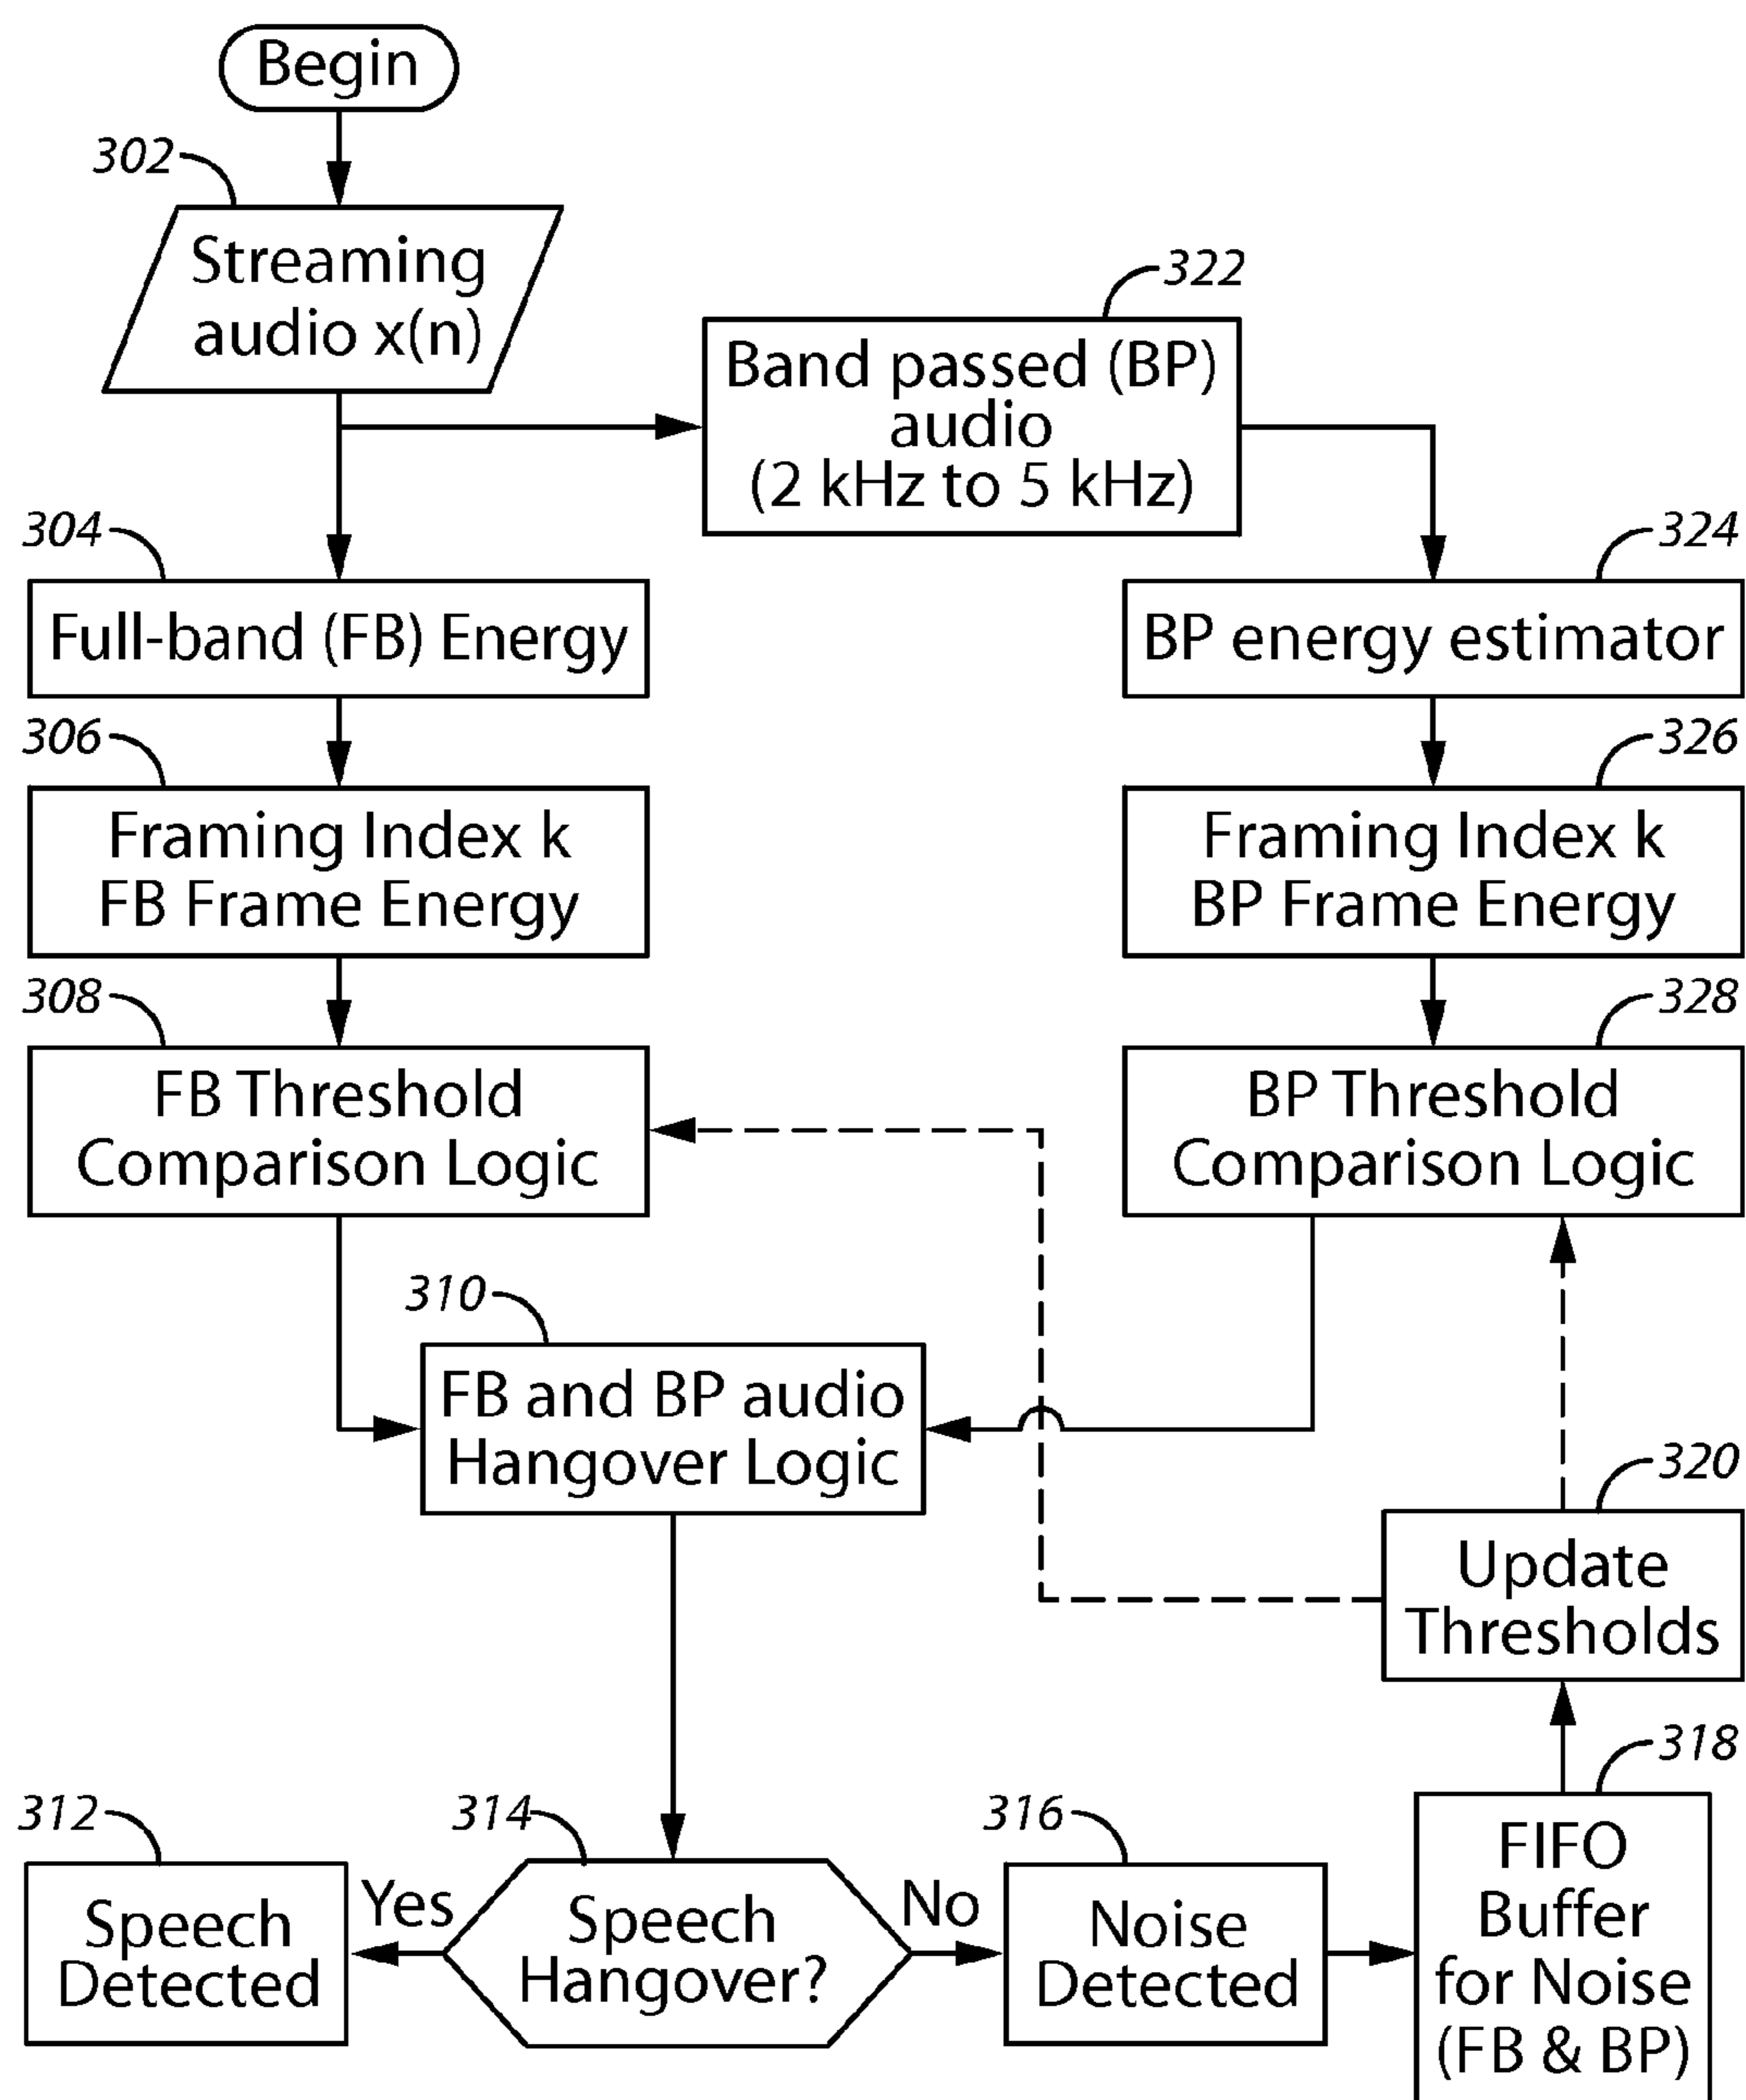 Begin
302
Streaming
audio x(n)
322
Band passed (BP)
audio
(2 kHz to 5 kHz)
304
Full-band (FB) Energy
324
BP energy estimator
306
Framing Index k
FB Frame Energy
326
Framing Index k
BP Frame Energy
308
FB Threshold
Comparison Logic
328
BP Threshold
Comparison Logic
310
FB and BP audio
Hangover Logic
320
Update
Thresholds
312
Speech
Detected
Yes
314
Speech
Hangover?
No
316
Noise
Detected
318
FIFO
Buffer
for Noise
(FB & BP)